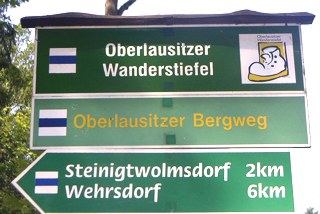 Oberlausitzer
Wanderstiefel
Oberlausitzer Bergweg
Steinigtwolmsdorf 2km
Wehrsdorf 6km